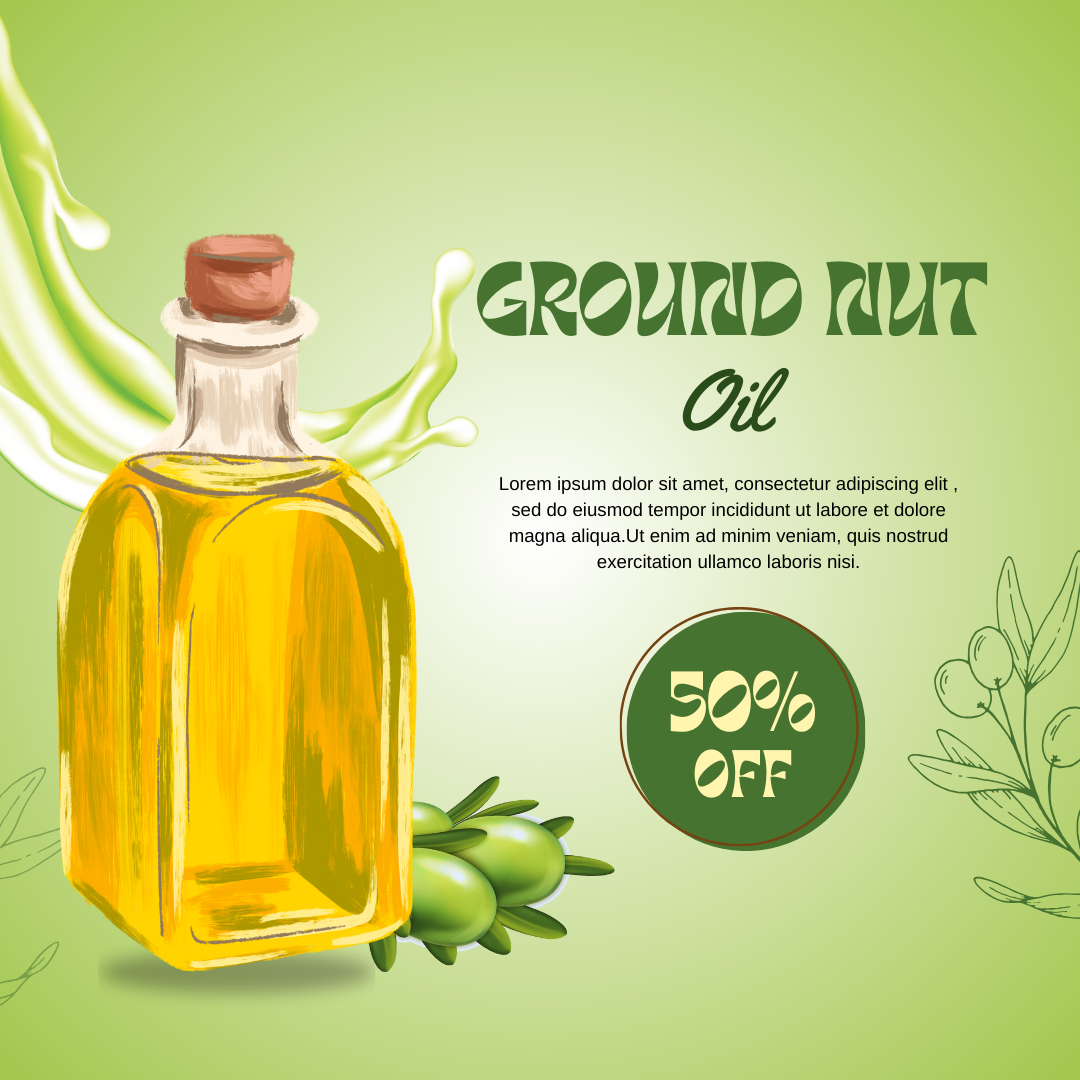 GROUND NUT
Oil
Lorem ipsum dolor sit amet, consectetur adipiscing elit ,
sed do eiusmod tempor incididunt ut labore et dolore
magna aliqua.Ut enim ad minim veniam, quis nostrud
exercitation ullamco laboris nisi.
50%
OFF